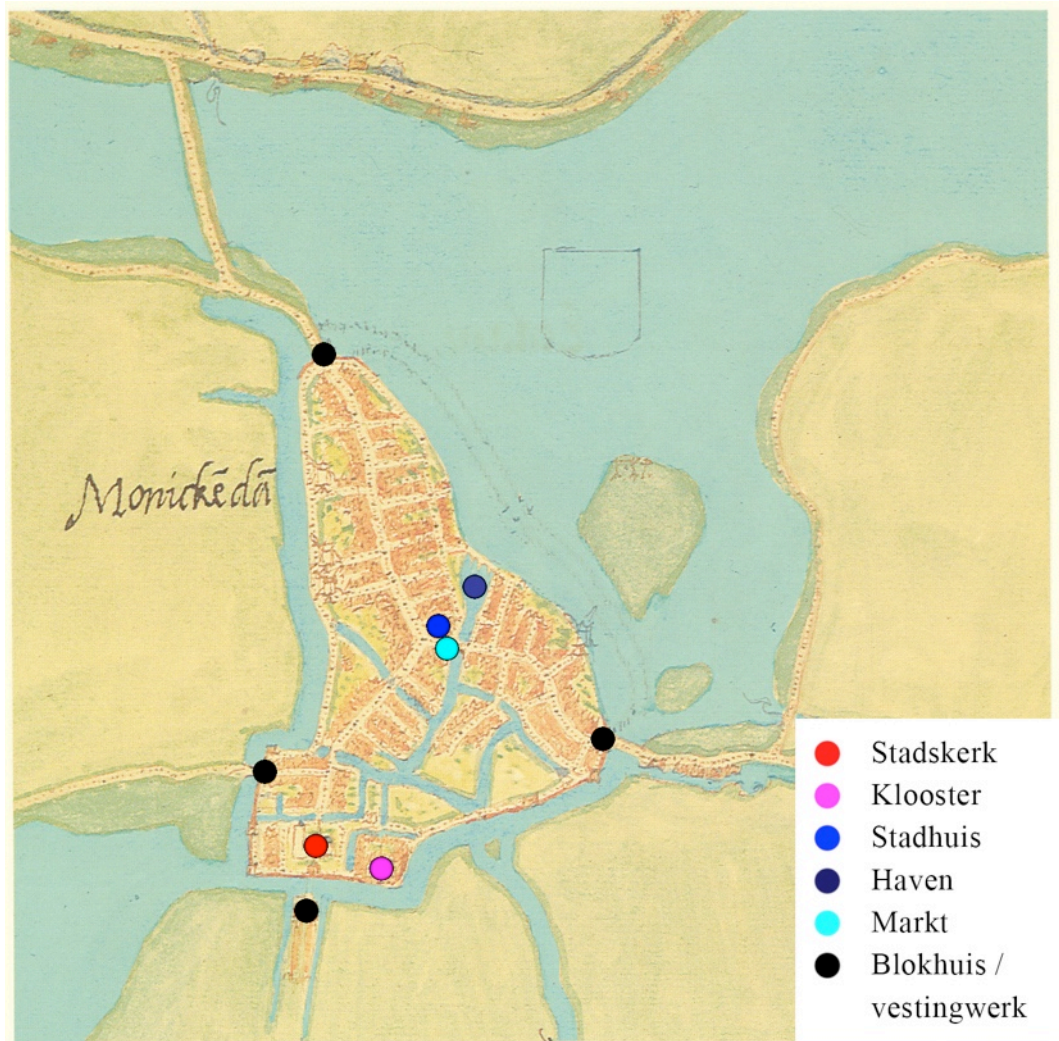 Monickēdā
Stadskerk
Klooster
Stadhuis
Haven
Markt
Blokhuis /
vestingwerk